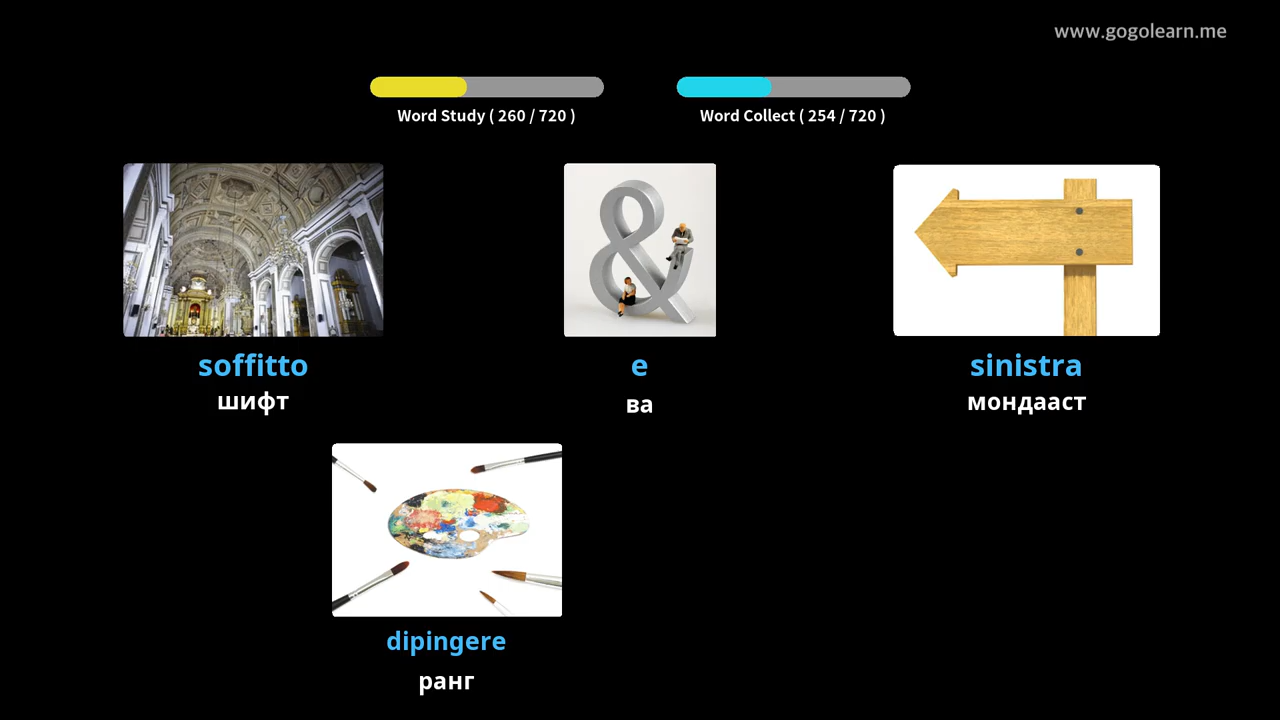 www.gogolearn.me
Word Study ( 260 / 720 )
Word Collect ( 254 / 720 )
soffitto
шифт
e
ва
sinistra
мондааст
dipingere
ранг